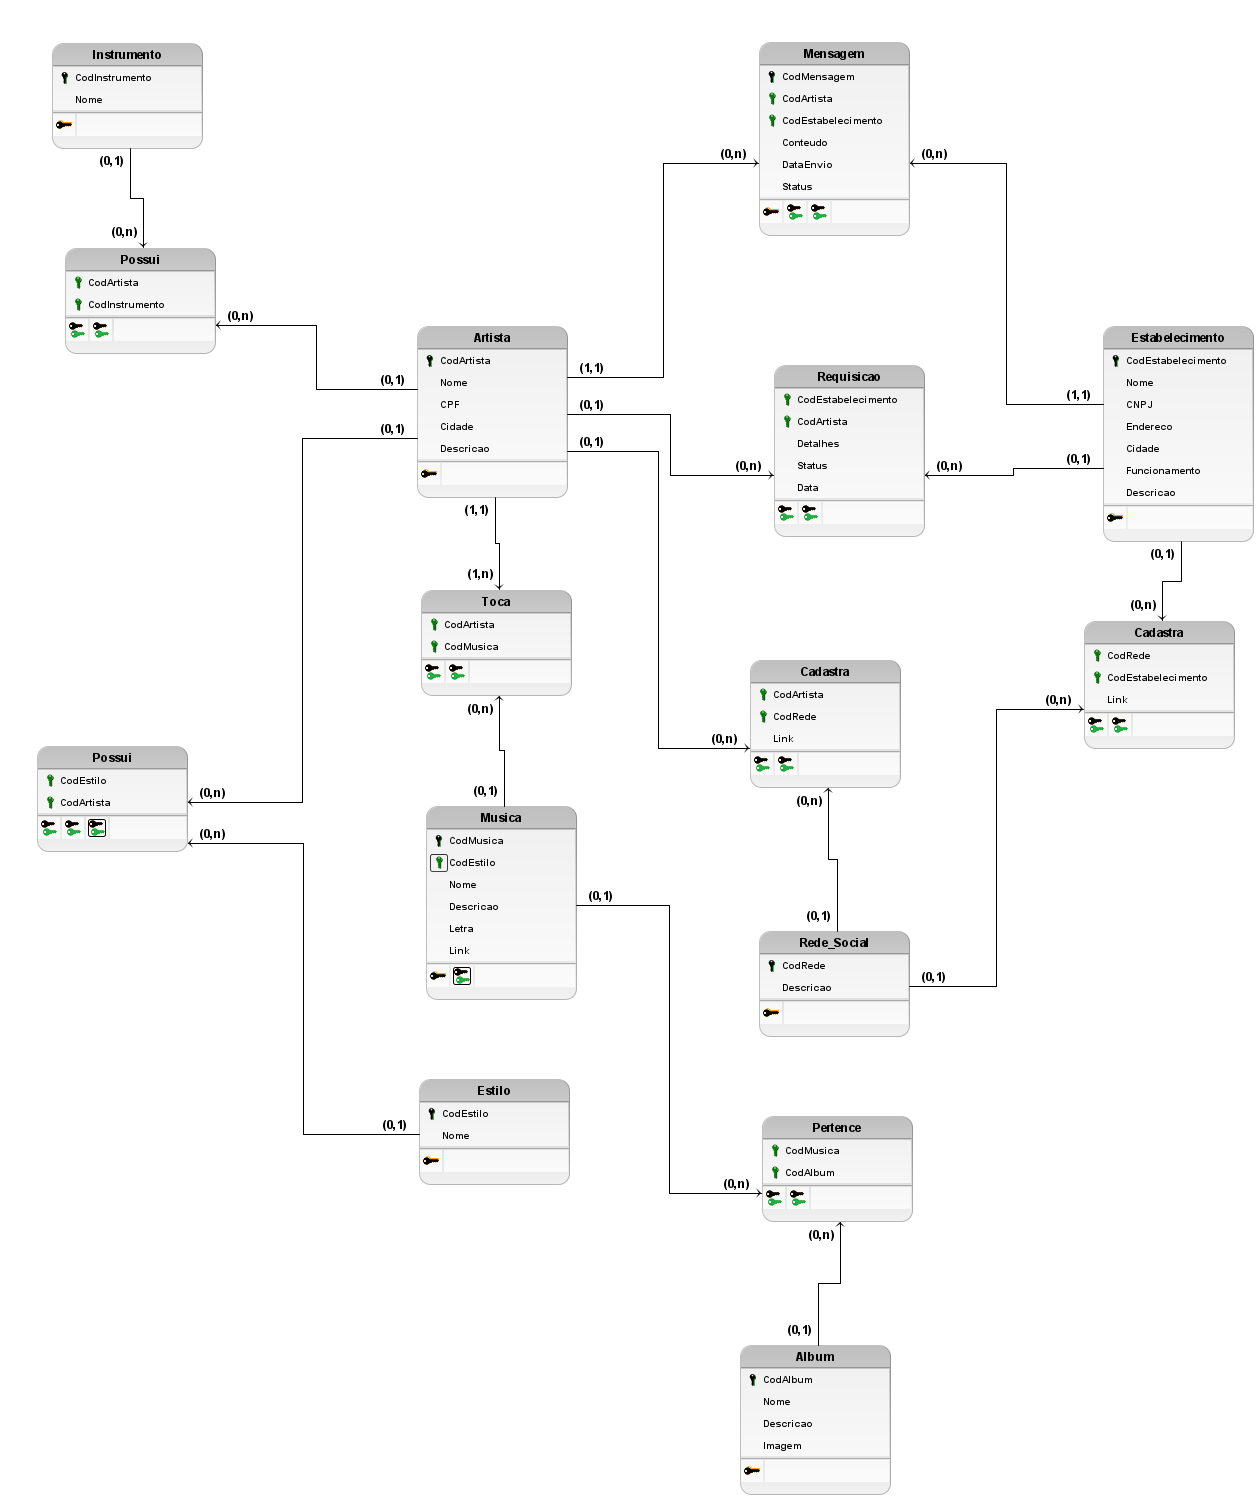 Instrumento
CodInstrumento
Nome
(0,1)
(0,n)
Possui
CodArtista
CodInstrumento
(0,n)
(0,1)
(0,1)
Artista
CodArtista
Nome
CPF
Cidade
Descricao
(1,1)
(0,1)
(0,1)
(1,1)
(1,n)
Mensagem
CodMensagem
CodArtista
CodEstabelecimento
Conteudo
DataEnvio
Status
(0,n)
(0,n)
Requisicao
CodEstabelecimento
CodArtista
Detalhes
Status
Data
(0,n)
(0,n)
Estabelecimento
CodEstabelecimento
Nome
CNPJ
Endereco
Cidade
Funcionamento
Descricao
(1,1)
(0,1)
(0,1)
(0,n)
Toca
CodArtista
CodMusica
(0,n)
(0,1)
Cadastra
CodArtista
CodRede
Link
(0,n)
(0,n)
(0,1)
Cadastra
CodRede
CodEstabelecimento
Link
(0,n)
Possui
CodEstilo
CodArtista
(0,n)
(0,n)
Musica
CodMusica
CodEstilo
Nome
Descricao
Letra
Link
(0,1)
Rede_Social
CodRede
Descricao
(0,1)
Estilo
CodEstilo
Nome
(0,1)
Pertence
CodMusica
CodAlbum
(0,n)
(0,n)
(0,1)
Album
CodAlbum
Nome
Descricao
Imagem